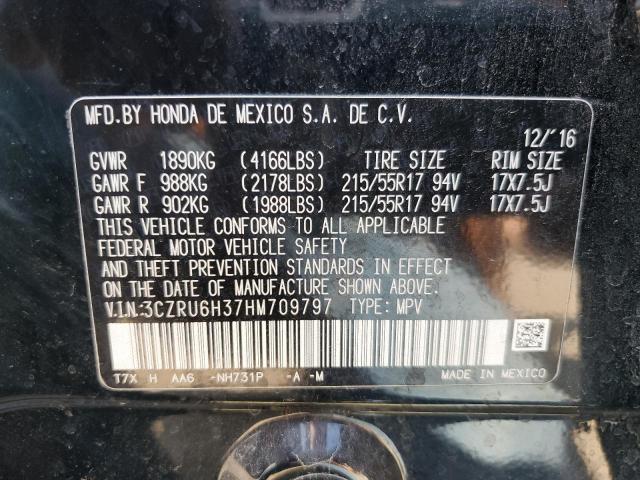 MFD.BY HONDA DE MEXICO S.A. DE C.V.
12/'16
GVWR 1890KG (4166LBS) TIRE SIZE RIM SIZE
GAWR F 988KG (2178LBS) 215/55R17 94V 17X7.5J
GAWR R 902KG (1988LBS) 215/55R17 94V 17X7.5J
THIS VEHICLE CONFORMS TO ALL APPLICABLE
FEDERAL MOTOR VEHICLE SAFETY
AND THEFT PREVENTION STANDARDS IN EFFECT
ON THE DATE OF MANUFACTURE SHOWN ABOVE.
V.I.N.:3CZRU6H37HM709797 TYPE: MPV
T7X H AA6 -NH731P -A -M MADE IN MEXICO